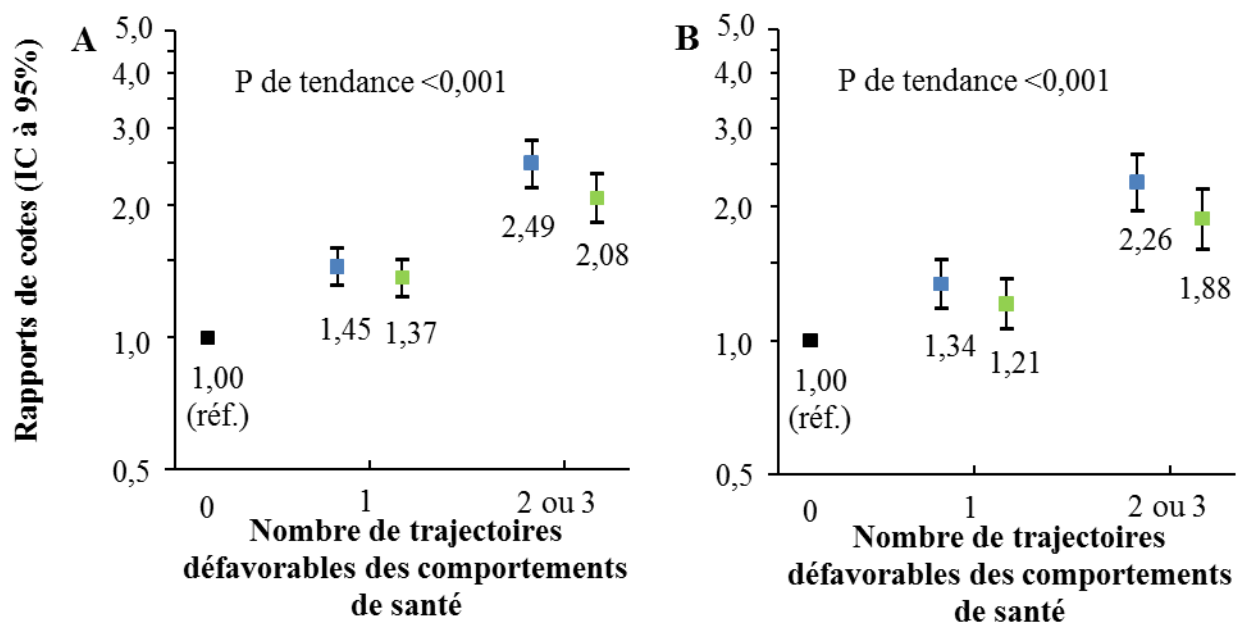 Rapports de cotes (IC à 95%)
A
P de tendance <0,001
5,0
4,0
3,0
2,0
1,0
0,5
1,00
(réf.)
1,45
1,37
2,49
2,08
0
1
2 ou 3
Nombre de trajectoires
défavorables des comportements
de santé
B
P de tendance <0,001
5,0
4,0
3,0
2,0
1,0
0,5
1,00
(réf.)
1,34
1,21
2,26
1,88
0
1
2 ou 3
Nombre de trajectoires
défavorables des comportements
de santé